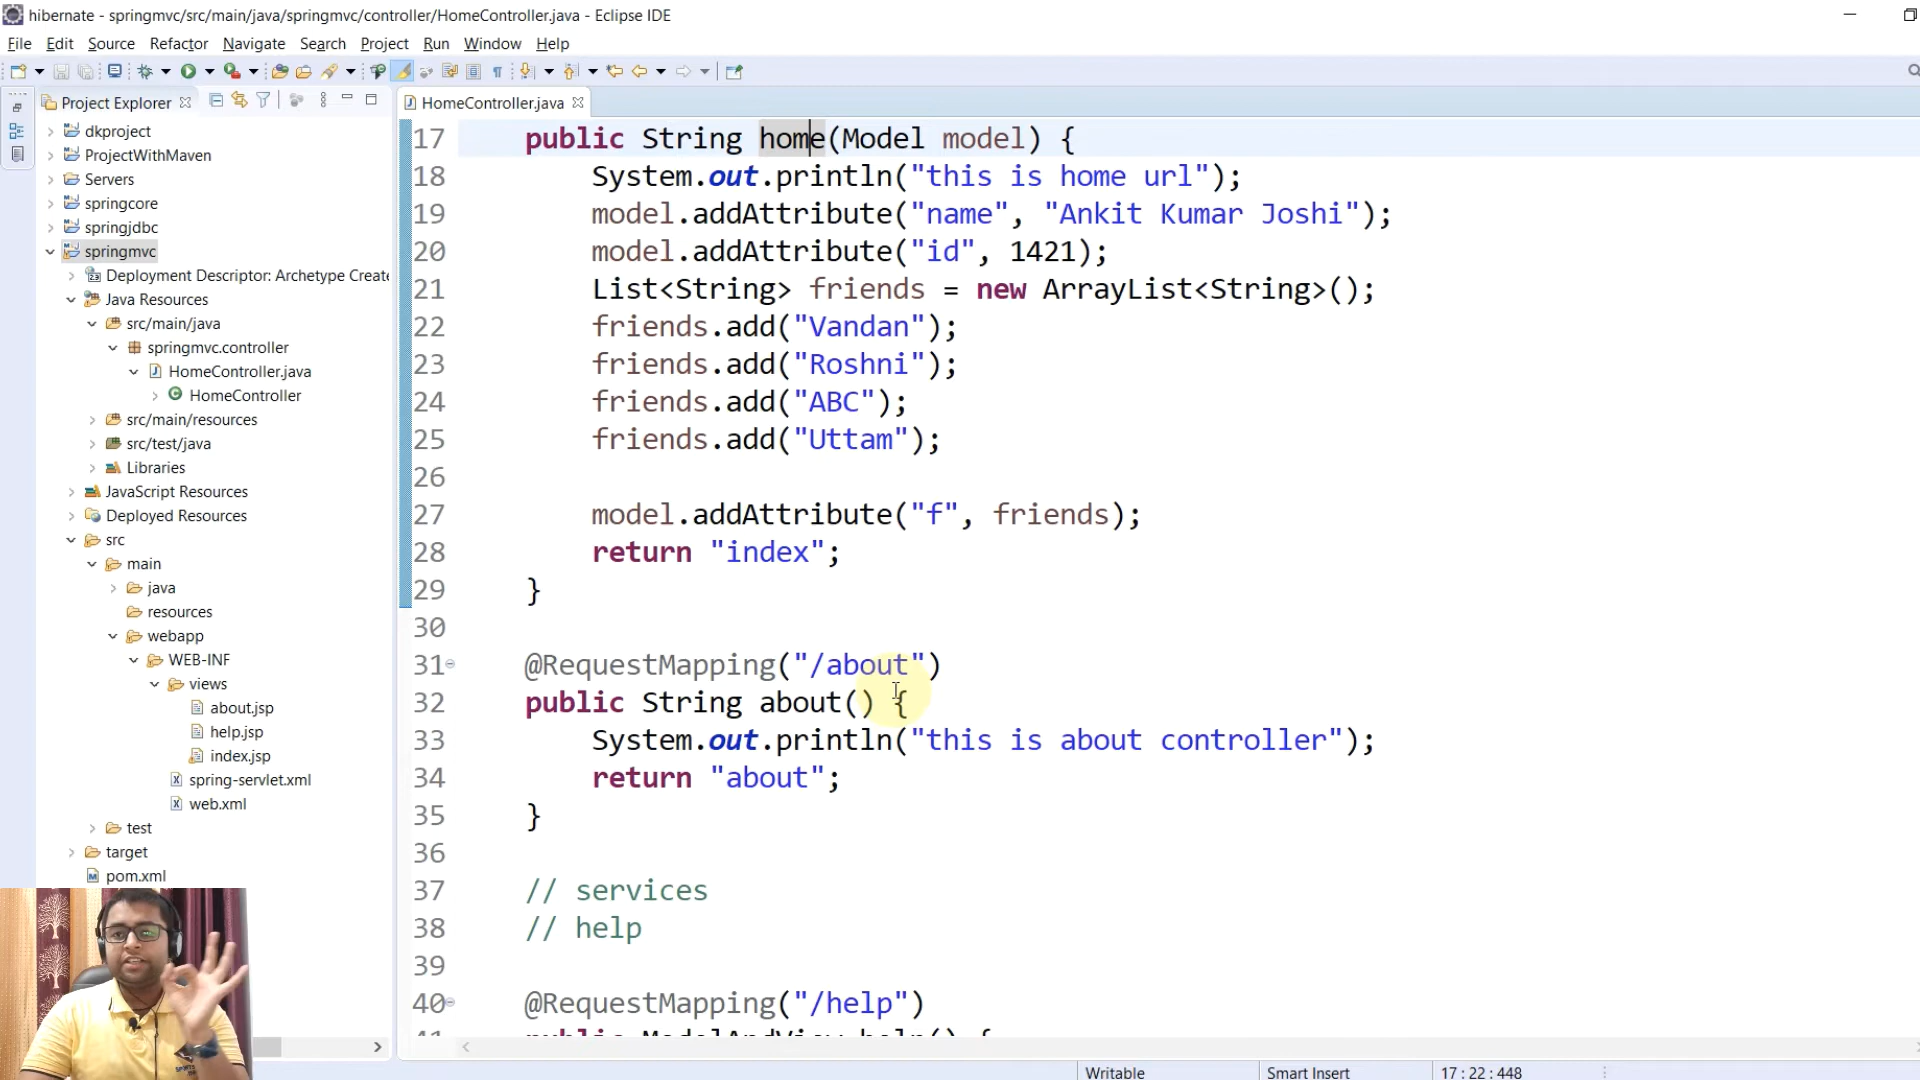 hibernate - springmvc/src/main/java/springmvc/controller/HomeController.java - Eclipse IDE
File Edit Source Refactor Navigate Search Project Run Window Help
Project Explorer
dkproject
ProjectWithMaven
Servers
springcore
springjdbc
springmvc
Deployment Descriptor: Archetype Create
Java Resources
src/main/java
springmvc.controller
HomeController.java
HomeController
src/main/resources
src/test/java
Libraries
JavaScript Resources
Deployed Resources
src
main
java
resources
webapp
WEB-INF
views
about.jsp
help.jsp
index.jsp
spring-servlet.xml
web.xml
test
target
pom.xml
HomeController.java
17 public String home(Model model) {
18 System.out.println("this is home url");
19 model.addAttribute("name", "Ankit Kumar Joshi");
20 model.addAttribute("id", 1421);
21 List<String> friends = new ArrayList<String>();
22 friends.add("Vandan");
23 friends.add("Roshni");
24 friends.add("ABC");
25 friends.add("Uttam");
26
27 model.addAttribute("f", friends);
28 return "index";
29 }
30
31 @RequestMapping("/about")
32 public String about() {
33 System.out.println("this is about controller");
34 return "about";
35 }
36
37 // services
38 // help
39
40 @RequestMapping("/help")
41 public ModelAndView help() {
Writable Smart Insert 17 : 22 : 448